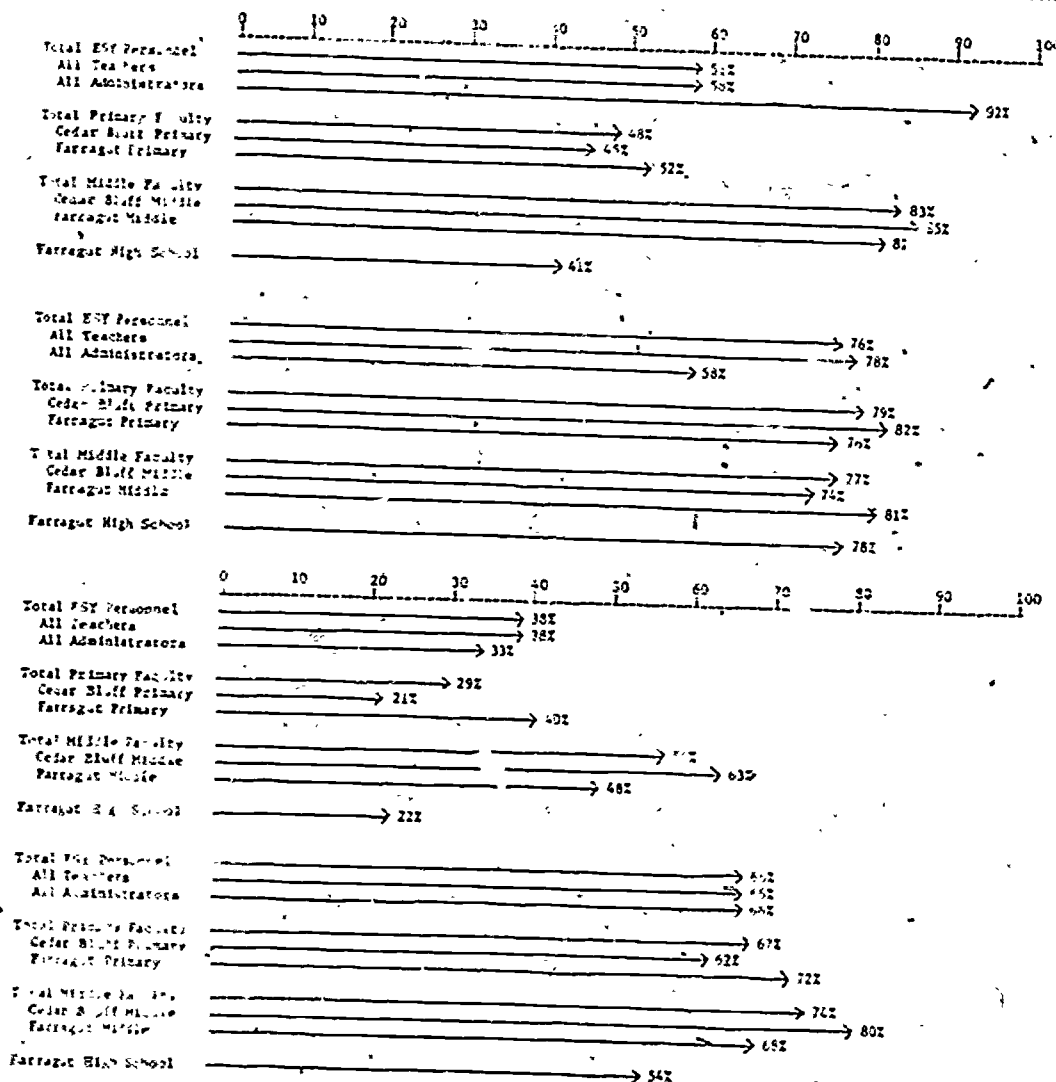 0 10 20 30 40 50 60 70 80 90 100
Total ESY Personnel
All Teachers
58%
All Administrators
92%
Total Primary Faculty 48%
Cedar Bluff Primary 45%
Farragut Primary 52%
Total Middle Faculty 83%
Cedar Bluff Middle
Farragut Middle
Farragut High School 41%
Total ESY Personnel 76%
All Teachers 78%
All Administrators 58%
Total Primary Faculty 79%
Cedar Bluff Primary 82%
Farragut Primary 76%
Total Middle Faculty 77%
Cedar Bluff Middle 74%
Farragut Middle 81%
Farragut High School 78%
0 10 20 30 40 50 60 70 80 90 100
Total ESY Personnel 38%
All Teachers 38%
All Administrators 33%
Total Primary Faculty 29%
Cedar Bluff Primary 21%
Farragut Primary 40%
Total Middle Faculty
Cedar Bluff Middle 63%
Farragut Middle 48%
Farragut School 22%
Total ESY Personnel
All Teachers 65%
All Administrators
Total Primary Faculty 67%
Cedar Bluff Primary 62%
Farragut Primary 72%
Total Middle 74%
Cedar Bluff Middle 80%
Farragut Middle 68%
Farragut High School 54%